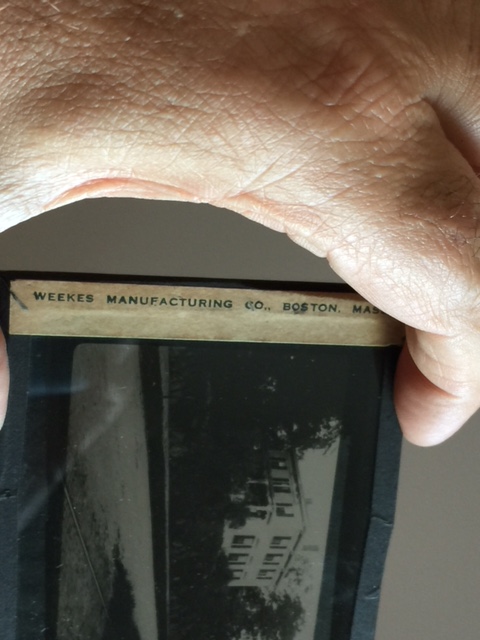 WEEKES MANUFACTURING CO., BOSTON, MAS